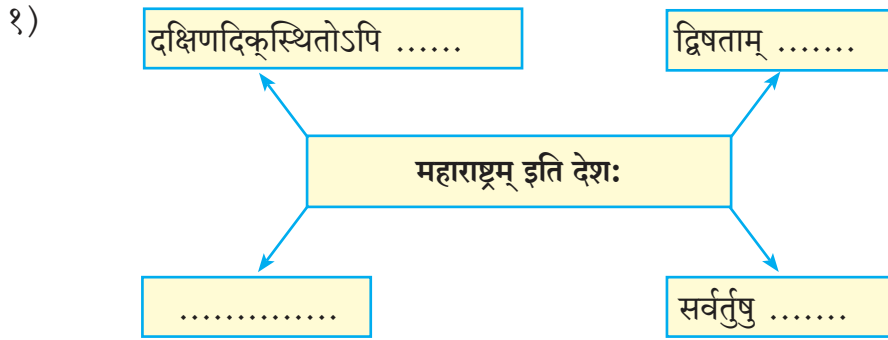 १)
दक्षिणदिक्‌स्थितोऽपि ......
द्विषताम् .......
महाराष्ट्रम् इति देशः
..............
सर्वर्तुषु .......